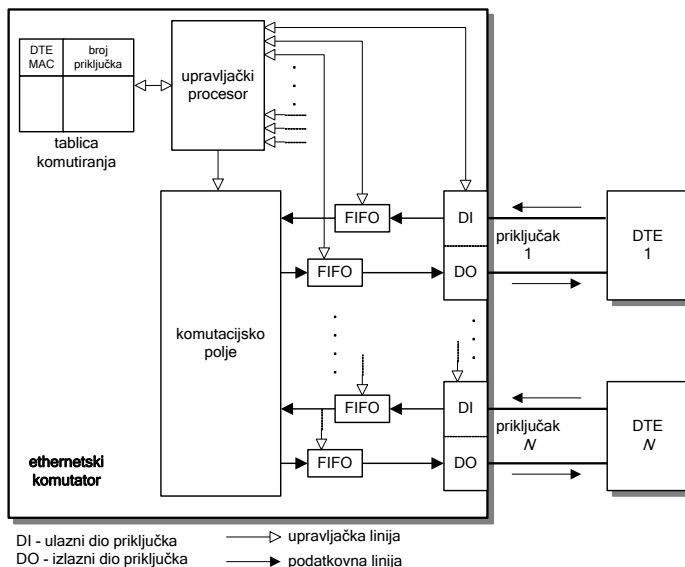 DTE MAC
broj priključka
upravljački procesor
tablica komutiranja
FIFO
DI
priključak 1
DTE 1
FIFO
DO
komutacijsko polje
FIFO
DI
priključak N
DTE N
FIFO
DO
ethernetski komutator
DI - ulazni dio priključka
upravljačka linija
DO - izlazni dio priključka
podatkovna linija